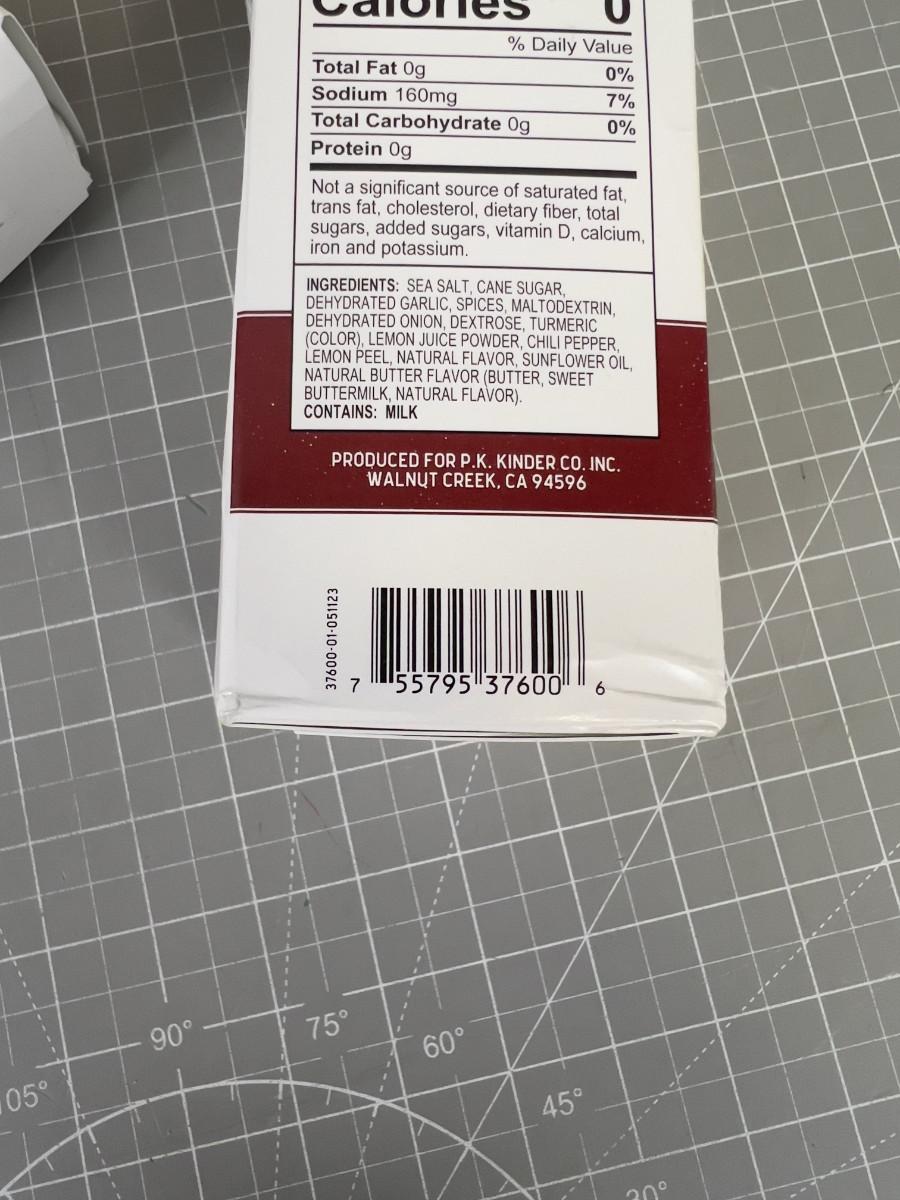 Calories 0
% Daily Value
Total Fat 0g 0%
Sodium 160mg 7%
Total Carbohydrate 0g 0%
Protein 0g
Not a significant source of saturated fat,
trans fat, cholesterol, dietary fiber, total
sugars, added sugars, vitamin D, calcium,
iron and potassium.
INGREDIENTS: SEA SALT, CANE SUGAR,
DEHYDRATED GARLIC, SPICES, MALTODEXTRIN,
DEHYDRATED ONION, DEXTROSE, TURMERIC
(COLOR), LEMON JUICE POWDER, CHILI PEPPER,
LEMON PEEL, NATURAL FLAVOR, SUNFLOWER OIL,
NATURAL BUTTER FLAVOR (BUTTER, SWEET
BUTTERMILK, NATURAL FLAVOR).
CONTAINS: MILK
PRODUCED FOR P.K. KINDER CO. INC.
WALNUT CREEK, CA 94596
37600-01-051123
7 55795 37600 6
90° 75° 60°
105° 45°
30°